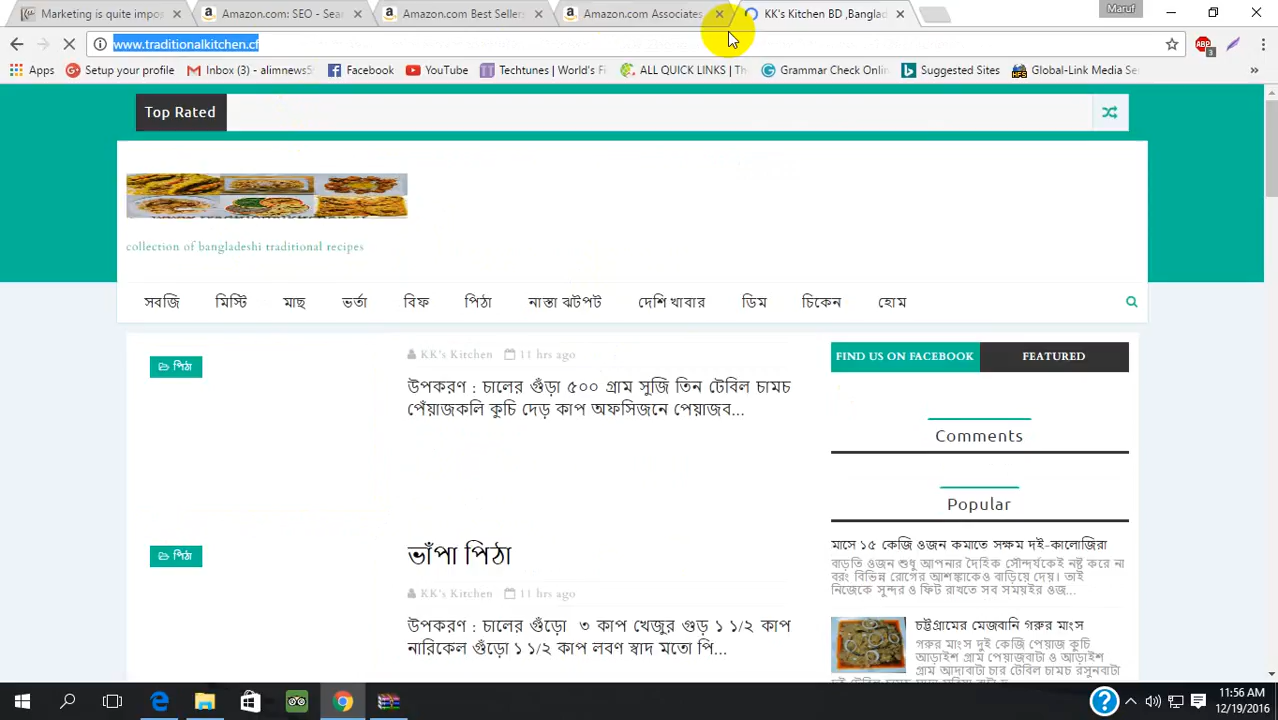 Marketing is quite impos
Amazon.com: SEO - Sear
Amazon.com Best Sellers
Amazon.com Associates
KK's Kitchen BD ,Banglad
Maruf
www.traditionalkitchen.cf
Apps
Setup your profile
Inbox (3) - alimnews5
Facebook
YouTube
Techtunes | World's Fi
ALL QUICK LINKS | Th
Grammar Check Onlin
Suggested Sites
Global-Link Media Se
Top Rated
collection of bangladeshi traditional recipes
সবজি মিস্টি মাছ ভর্তা বিফ পিঠা নাস্তা ঝটপট দেশি খাবার ডিম চিকেন হোম
পিঠা
KK's Kitchen 11 hrs ago
উপকরণ : চালের গুঁড়া ৫০০ গ্রাম সুজি তিন টেবিল চামচ
পেঁয়াজকলি কুচি দেড় কাপ অফসিজনে পেয়াজব...
পিঠা
ভাঁপা পিঠা
KK's Kitchen 11 hrs ago
উপকরণ : চালের গুঁড়ো ৩ কাপ খেজুর গুড় ১ ১/২ কাপ
নারিকেল গুঁড়ো ১ ১/২ কাপ লবণ স্বাদ মতো পি...
FIND US ON FACEBOOK
FEATURED
Comments
Popular
মাসে ১৫ কেজি ওজন কমাতে সক্ষম দই-কালোজিরা
বাড়তি ওজন শুধু আপনার দৈহিক সৌন্দর্যকেই নষ্ট করে না
বরং বিভিন্ন রোগের আশঙ্কাকেও বাড়িয়ে দেয়। তাই
নিজেকে সুন্দর ও ফিট রাখতে সব সময়ইর ওজ...
চট্টগ্রামের মেজবানি গরুর মাংস
গরুর মাংস দুই কেজি পেয়াজ কুচি
আড়াইশ গ্রাম পেয়াজবাটা ও আড়াইশ
গ্রাম আদাবাটা চার টেবিল চামচ রসুনবাটা
11:56 AM
12/19/2016